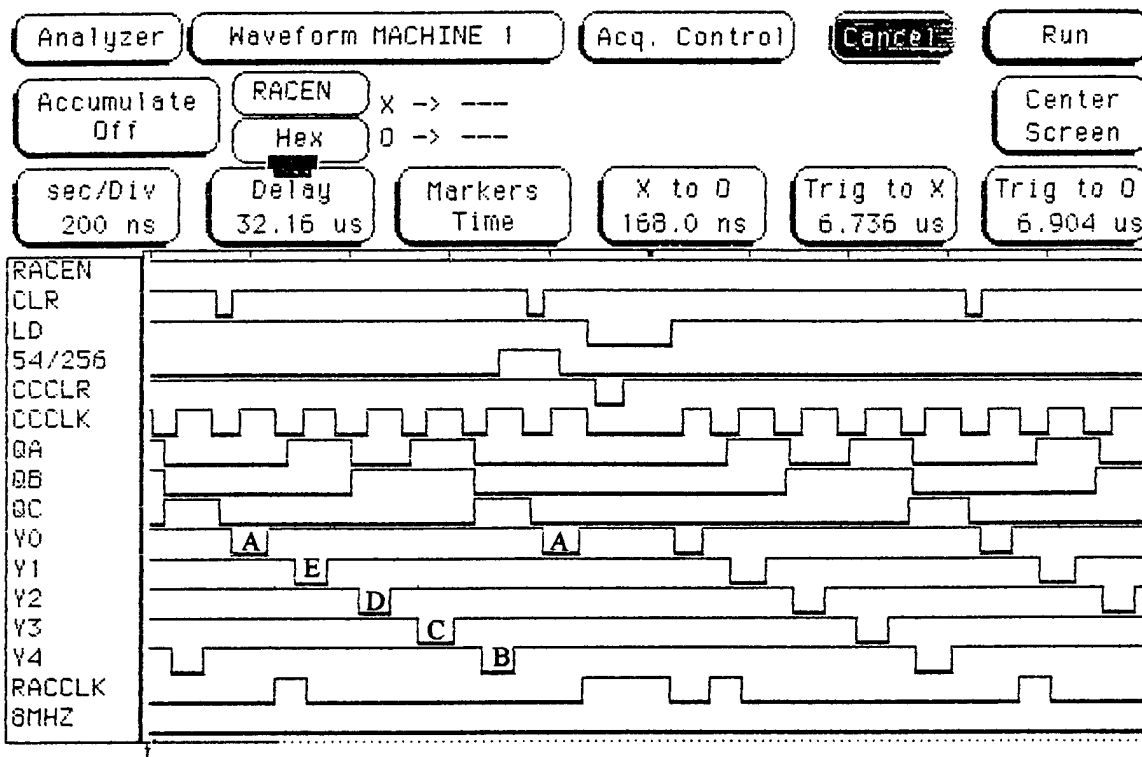 Analyzer Waveform MACHINE 1 Acq. Control Cancel Run
Accumulate Off
RACEN X -> ---
Hex O -> ---
Center Screen
sec/Div 200 ns
Delay 32.16 us
Markers Time
X to O 168.0 ns
Trig to X 6.736 us
Trig to O 6.904 us
RACEN
CLR
LD
54/256
CCCLR
CCCLK
QA
QB
QC
Y0 A A
Y1 E
Y2 D
Y3 C
Y4 B
RACCLK
8MHZ